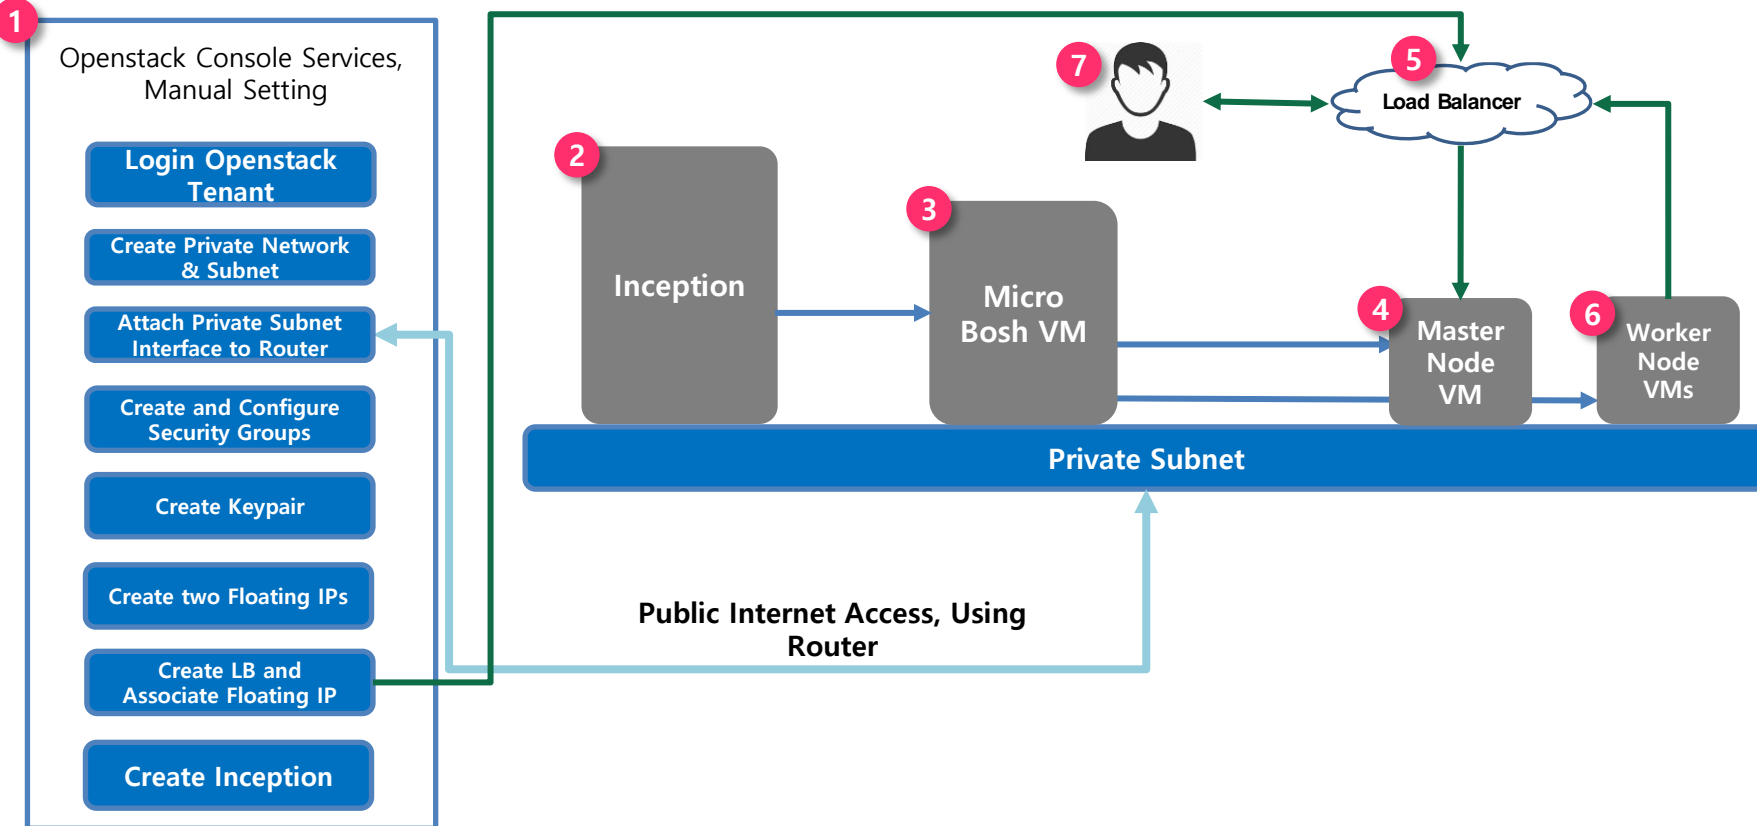 1
Openstack Console Services,
Manual Setting
Login Openstack
Tenant
Create Private Network
& Subnet
Attach Private Subnet
Interface to Router
Create and Configure
Security Groups
Create Keypair
Create two Floating IPs
Create LB and
Associate Floating IP
Create Inception
2
Inception
3
Micro
Bosh VM
4
Master
Node
VM
5
Load Balancer
6
Worker
Node
VMs
7
Private Subnet
Public Internet Access, Using
Router